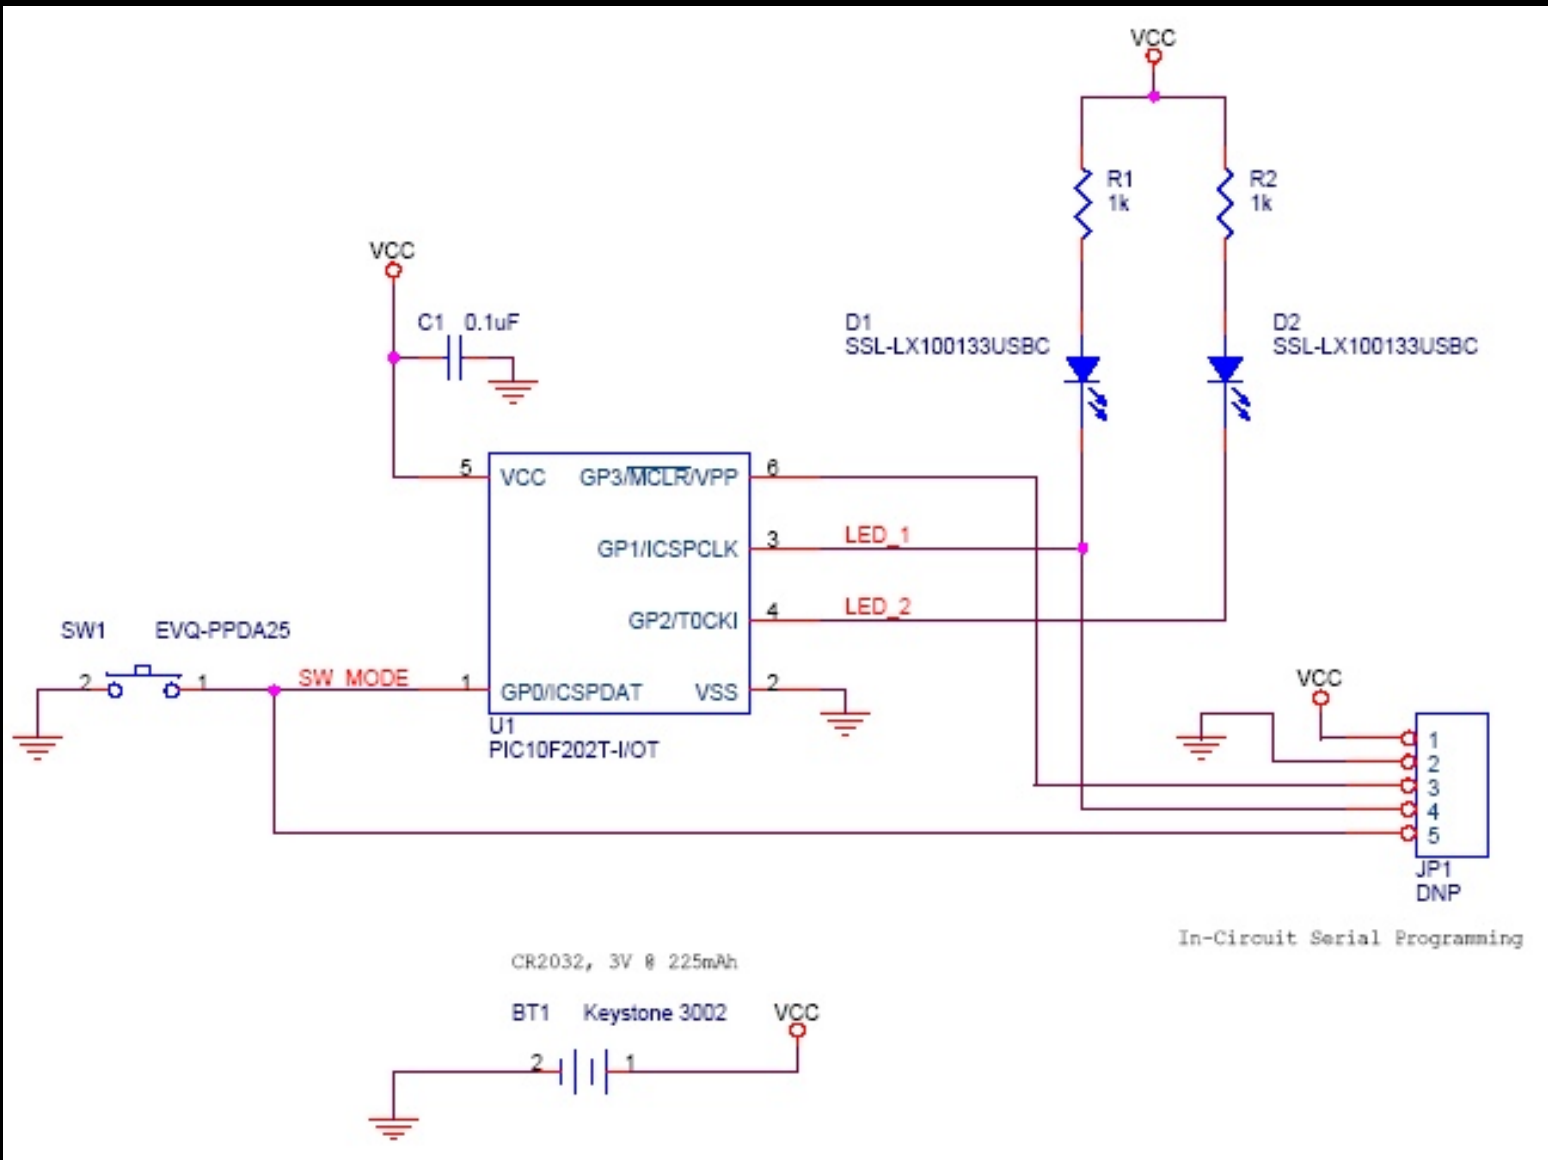 VCC
R1
1k
R2
1k
VCC
C1 0.1uF
D1
SSL-LX100133USBC
D2
SSL-LX100133USBC
5 VCC GP3/MCLR/VPP 6
GP1/ICSPCLK 3 LED_1
GP2/T0CKI 4 LED_2
SW1 EVQ-PPDA25
2 1 SW_MODE 1 GP0/ICSPDAT VSS 2
U1
PIC10F202T-I/OT
VCC
1
2
3
4
5
JP1
DNP
In-Circuit Serial Programming
CR2032, 3V @ 225mAh
BT1 Keystone 3002 VCC
2 1